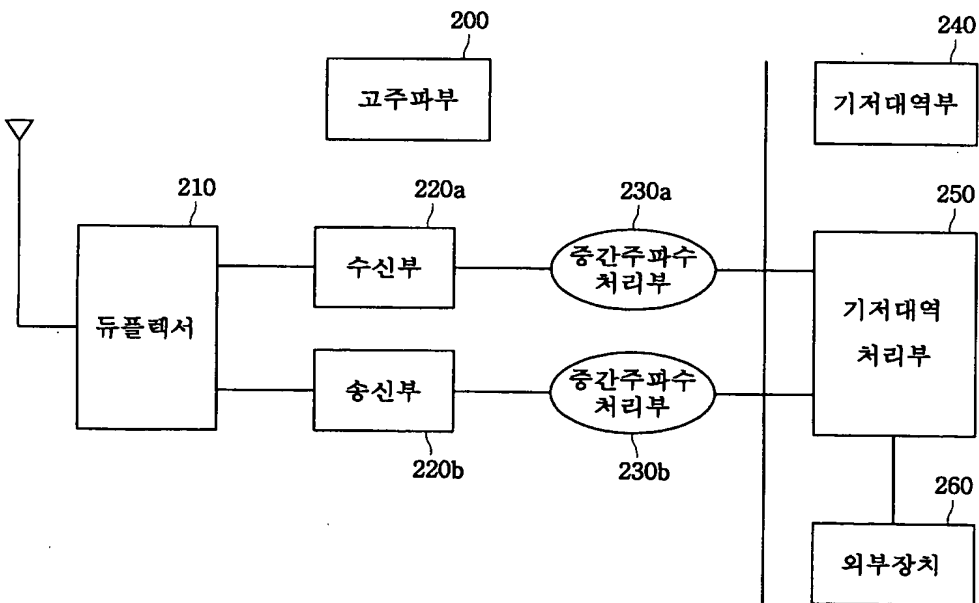 200
고주파부
240
기저대역부
210
듀플렉서
220a
수신부
230a
중간주파수
처리부
250
기저대역
처리부
송신부
220b
중간주파수
처리부
230b
260
외부장치